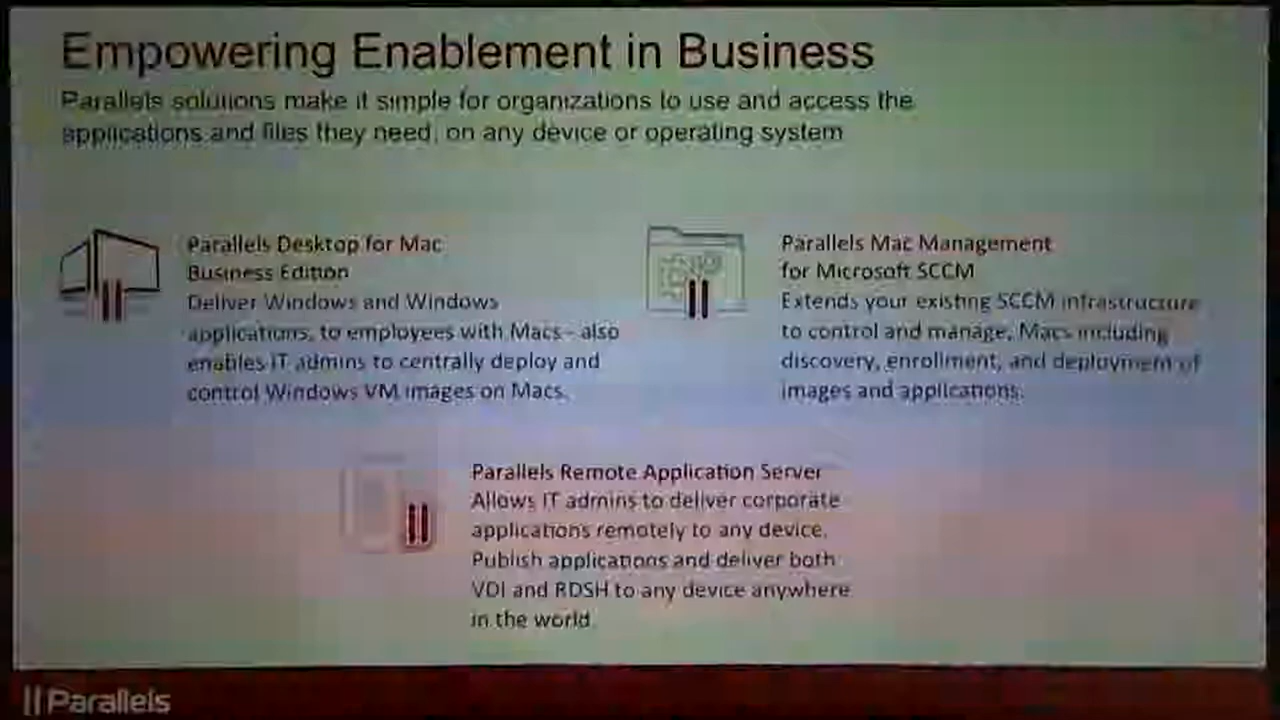 Empowering Enablement in Business
Parallels solutions make it simple for organizations to use and access the
applications and files they need, on any device or operating system
Parallels Desktop for Mac
Business Edition
Deliver Windows and Windows
applications, to employees with Macs - also
enables IT admins to centrally deploy and
control Windows VM images on Macs.
Parallels Mac Management
for Microsoft SCCM
Extends your existing SCCM infrastructure
to control and manage, Macs including
discovery, enrollment, and deployment of
images and applications.
Parallels Remote Application Server
Allows IT admins to deliver corporate
applications remotely to any device.
Publish applications and deliver both
VDI and RDSH to any device anywhere
in the world
Parallels